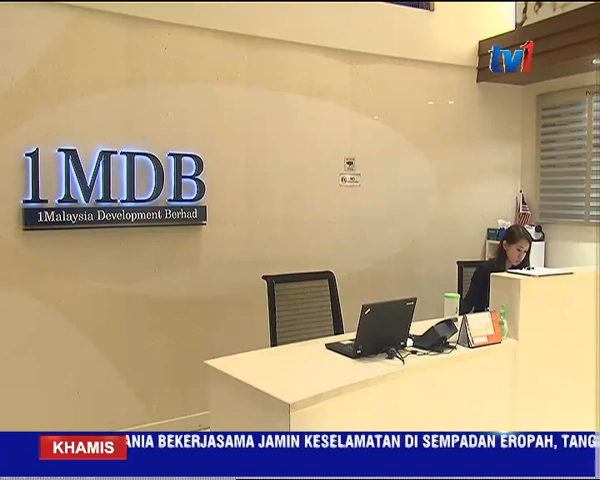 tv1
1MDB
1Malaysia Development Berhad
KHAMIS
ANIA BEKERJASAMA JAMIN KESELAMATAN DI SEMPADAN EROPAH, TANG